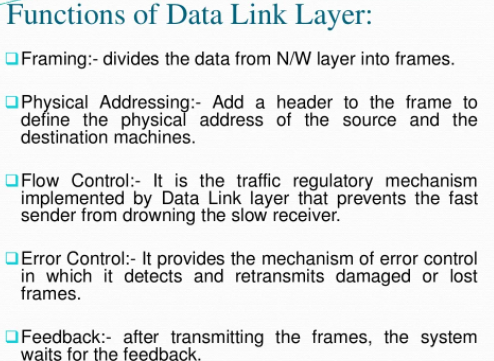 Functions of Data Link Layer:
Framing:- divides the data from N/W layer into frames.
Physical Addressing:- Add a header to the frame to
define the physical address of the source and the
destination machines.
Flow Control:- It is the traffic regulatory mechanism
implemented by Data Link layer that prevents the fast
sender from drowning the slow receiver.
Error Control:- It provides the mechanism of error control
in which it detects and retransmits damaged or lost
frames.
Feedback:- after transmitting the frames, the system
waits for the feedback.